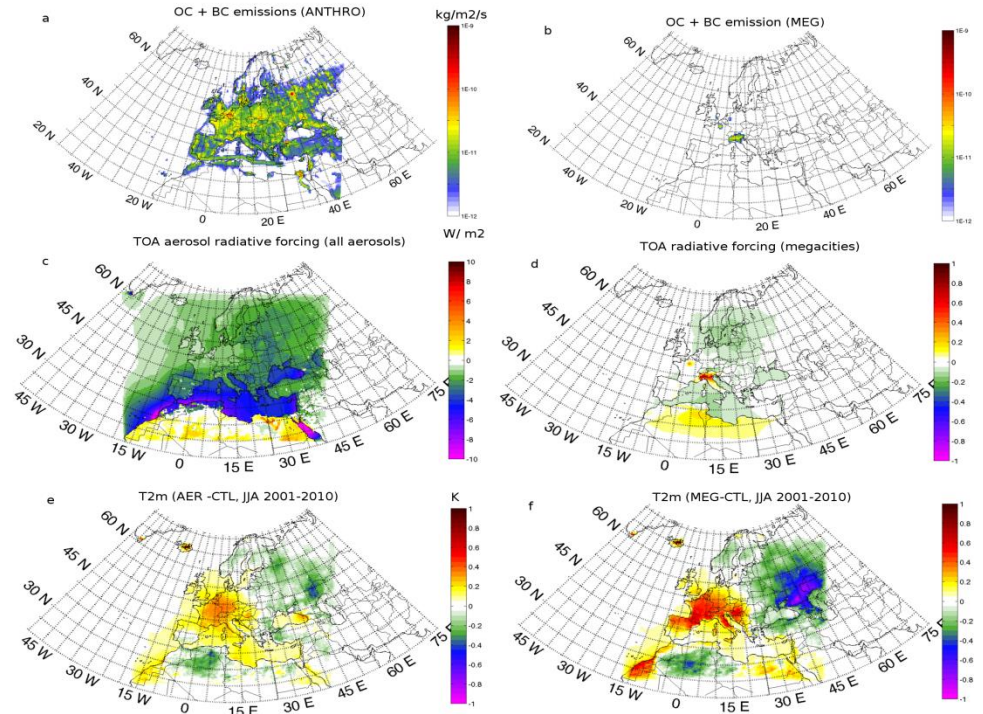 a
OC + BC emissions (ANTHRO)
kg/m2/s
1E-9
1E-10
1E-11
1E-12
60 N
40 N
20 N
40 W
20 W
0
20 E
40 E
60 E
b
OC + BC emission (MEG)
1E-9
1E-10
1E-11
1E-12
60 N
40 N
20 N
40 W
20 W
0
20 E
40 E
60 E
c
TOA aerosol radiative forcing (all aerosols)
W/ m2
10
8
6
4
2
0
-2
-4
-6
-8
-10
60 N
45 N
30 N
45 W
30 W
15 W
0
15 E
30 E
45 E
60 E
75 E
d
TOA radiative forcing (megacities)
1
0.8
0.6
0.4
0.2
0
-0.2
-0.4
-0.6
-0.8
-1
60 N
45 N
30 N
45 W
30 W
15 W
0
15 E
30 E
45 E
60 E
75 E
e
T2m (AER -CTL, JJA 2001-2010)
K
1
0.8
0.6
0.4
0.2
0
-0.2
-0.4
-0.6
-0.8
-1
60 N
45 N
30 N
45 W
30 W
15 W
0
15 E
30 E
45 E
60 E
75 E
f
T2m (MEG-CTL, JJA 2001-2010)
1
0.8
0.6
0.4
0.2
0
-0.2
-0.4
-0.6
-0.8
-1
60 N
45 N
30 N
45 W
30 W
15 W
0
15 E
30 E
45 E
60 E
75 E